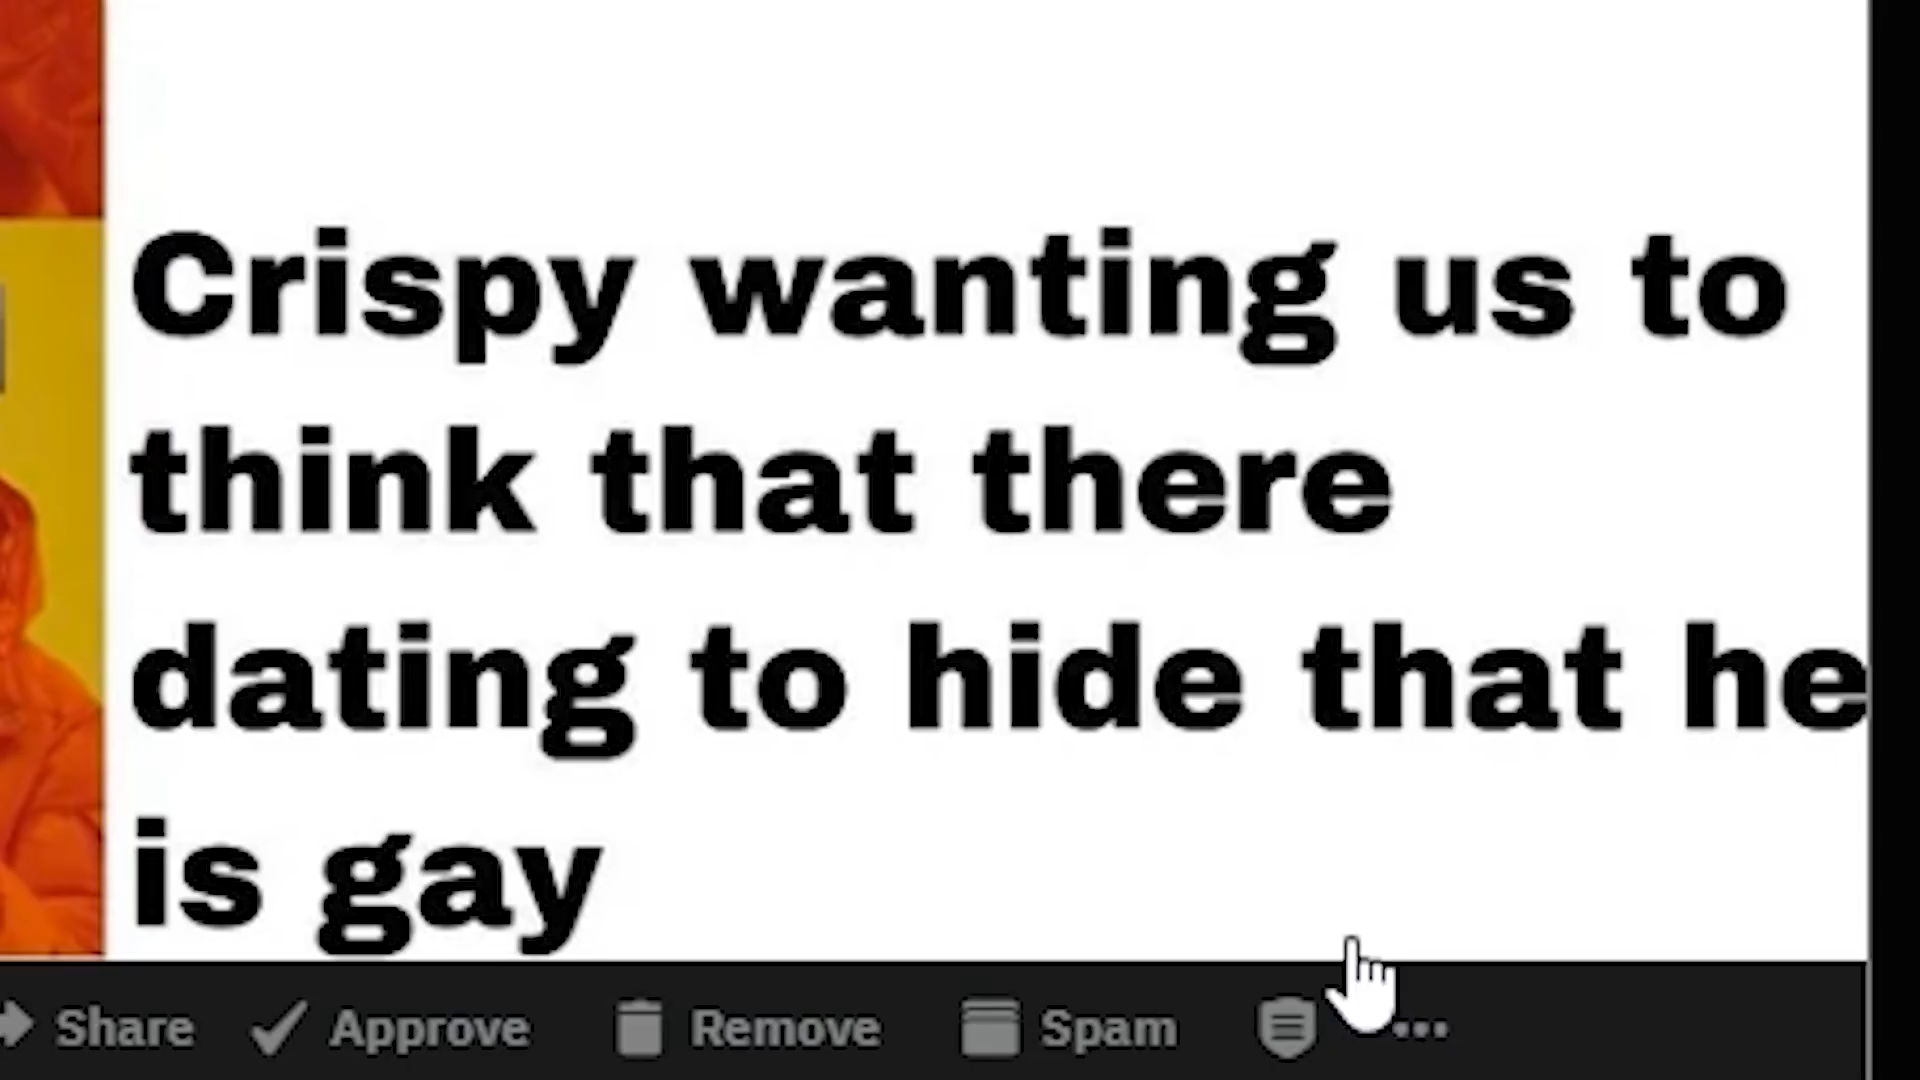 Crispy wanting us to
think that there
dating to hide that he
is gay
Share Approve Remove Spam ...